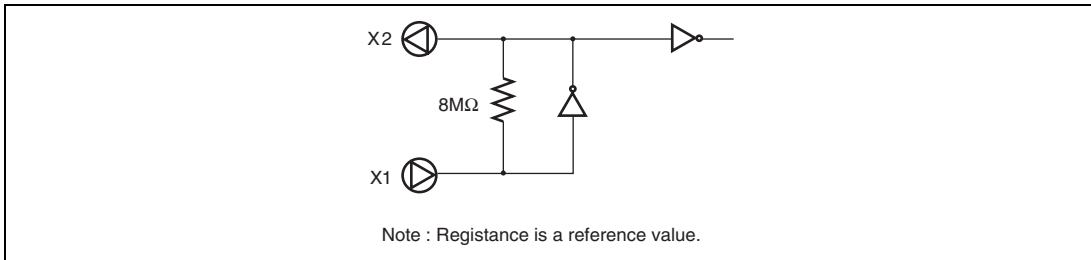 X2
8MΩ
X1
Note : Registance is a reference value.